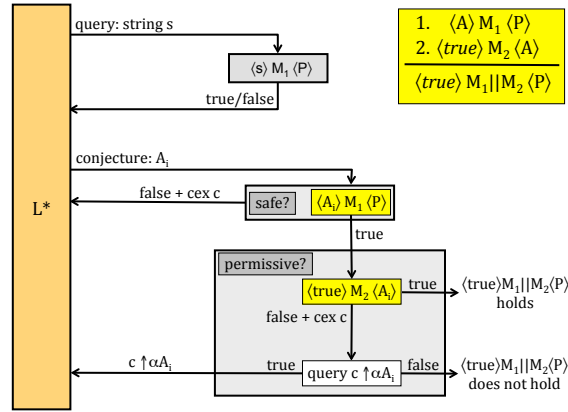 query: string s
⟨s⟩ M₁ ⟨P⟩
true/false
1. ⟨A⟩ M₁ ⟨P⟩
2. ⟨true⟩ M₂ ⟨A⟩
⟨true⟩ M₁||M₂ ⟨P⟩
L*
conjecture: Aᵢ
false + cex c
safe?
⟨Aᵢ⟩ M₁ ⟨P⟩
true
permissive?
⟨true⟩ M₂ ⟨Aᵢ⟩
true
⟨true⟩M₁||M₂⟨P⟩
holds
false + cex c
c ↑αAᵢ
true
query c ↑αAᵢ
false
⟨true⟩M₁||M₂⟨P⟩
does not hold